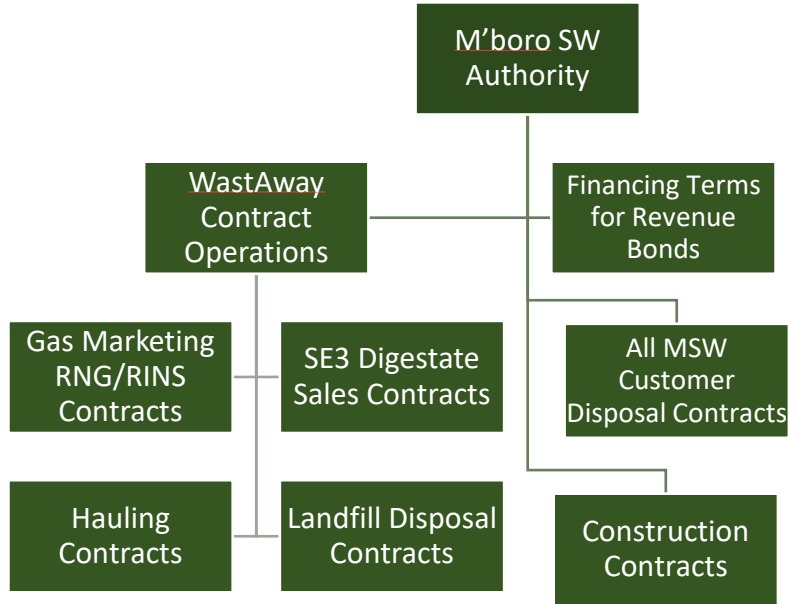 M’boro SW
Authority
WastAway
Contract
Operations
Financing Terms
for Revenue
Bonds
Gas Marketing
RNG/RINS
Contracts
SE3 Digestate
Sales Contracts
All MSW
Customer
Disposal Contracts
Hauling
Contracts
Landfill Disposal
Contracts
Construction
Contracts